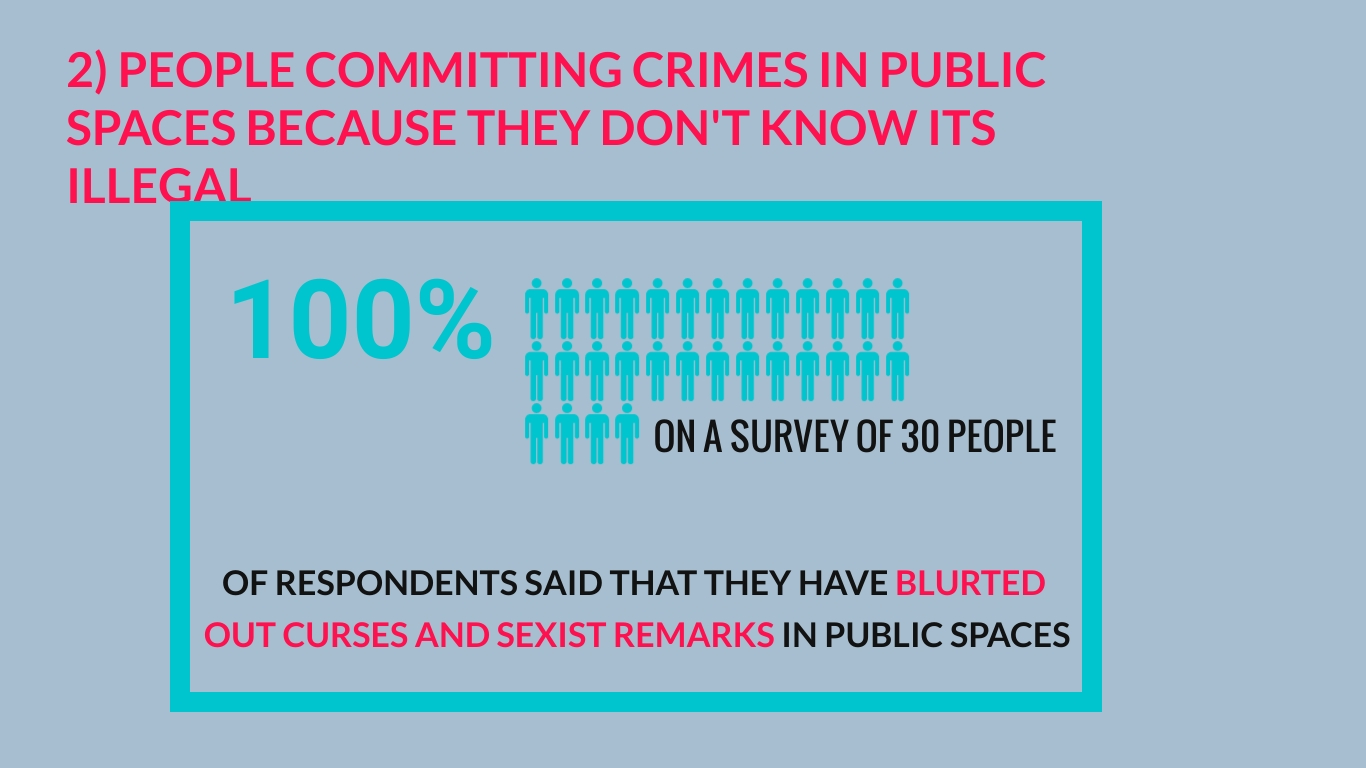 2) PEOPLE COMMITTING CRIMES IN PUBLIC
SPACES BECAUSE THEY DON'T KNOW ITS
ILLEGAL
100%
ON A SURVEY OF 30 PEOPLE
OF RESPONDENTS SAID THAT THEY HAVE BLURTED
OUT CURSES AND SEXIST REMARKS IN PUBLIC SPACES